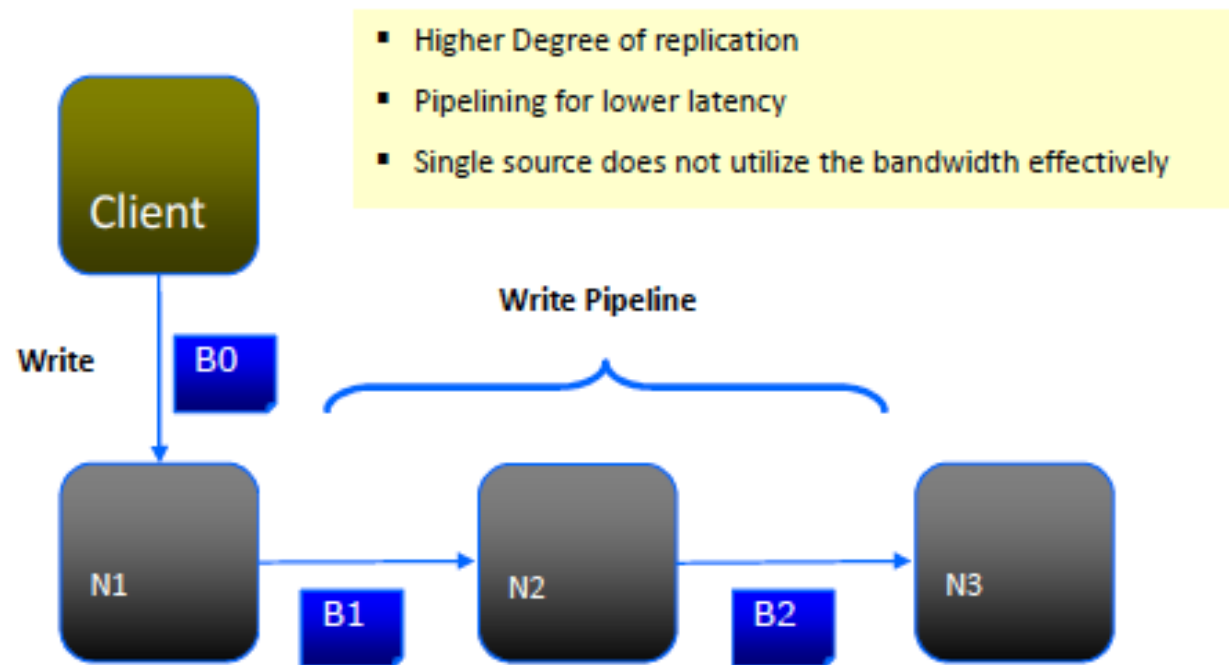 ▪ Higher Degree of replication
▪ Pipelining for lower latency
▪ Single source does not utilize the bandwidth effectively
Client
Write Pipeline
Write
B0
N1
N2
N3
B1
B2